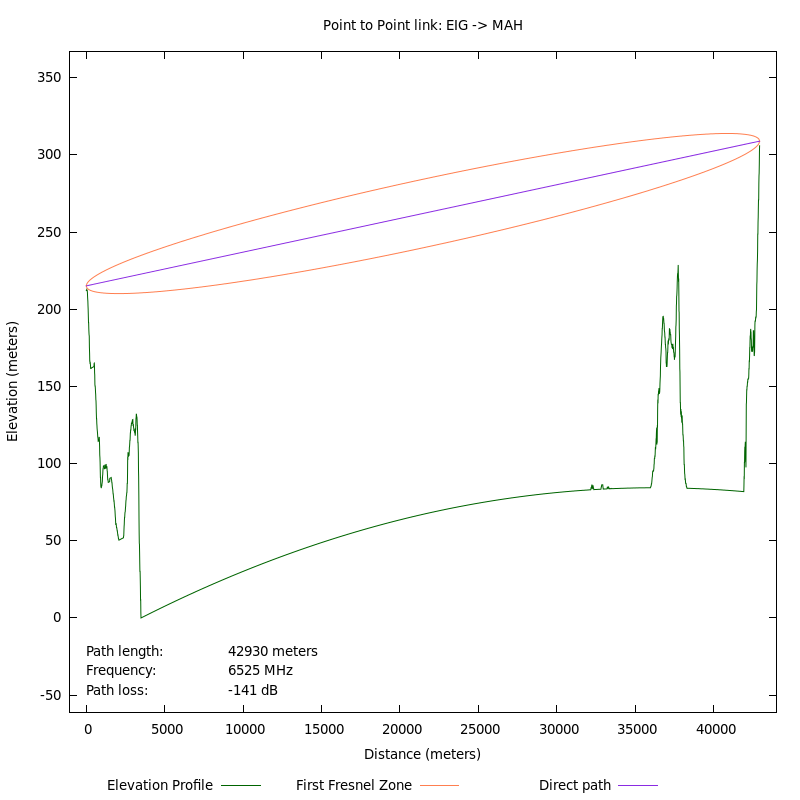 Point to Point link: EIG -> MAH
350
300
250
200
150
100
50
0
-50
Elevation (meters)
Path length: 42930 meters
Frequency: 6525 MHz
Path loss: -141 dB
0 5000 10000 15000 20000 25000 30000 35000 40000
Distance (meters)
Elevation Profile First Fresnel Zone Direct path